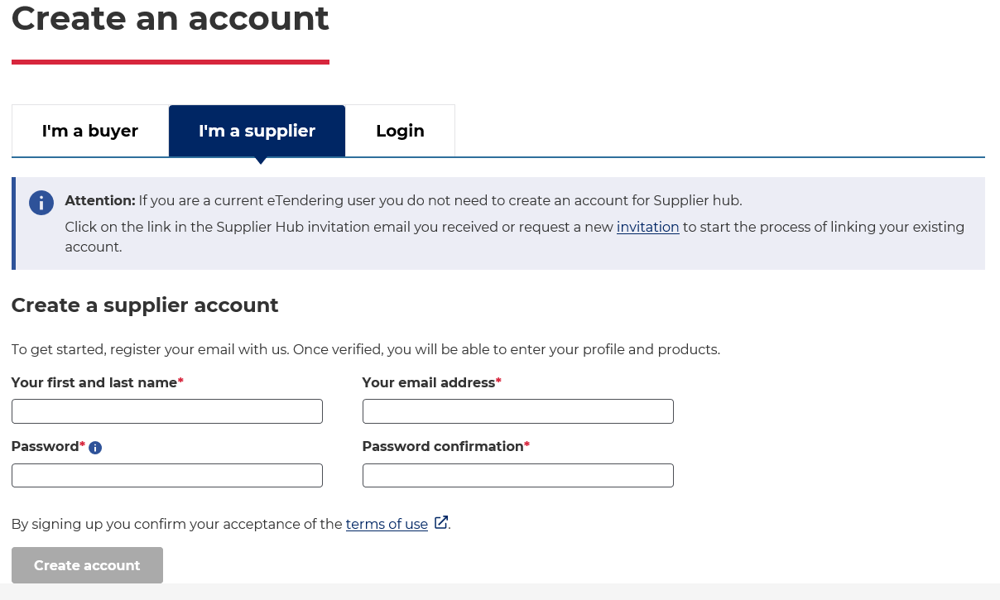 Create an account
I'm a buyer
I'm a supplier
Login
Attention: If you are a current eTendering user you do not need to create an account for Supplier hub.
Click on the link in the Supplier Hub invitation email you received or request a new invitation to start the process of linking your existing
account.
Create a supplier account
To get started, register your email with us. Once verified, you will be able to enter your profile and products.
Your first and last name*
Your email address*
Password*
Password confirmation*
By signing up you confirm your acceptance of the terms of use .
Create account